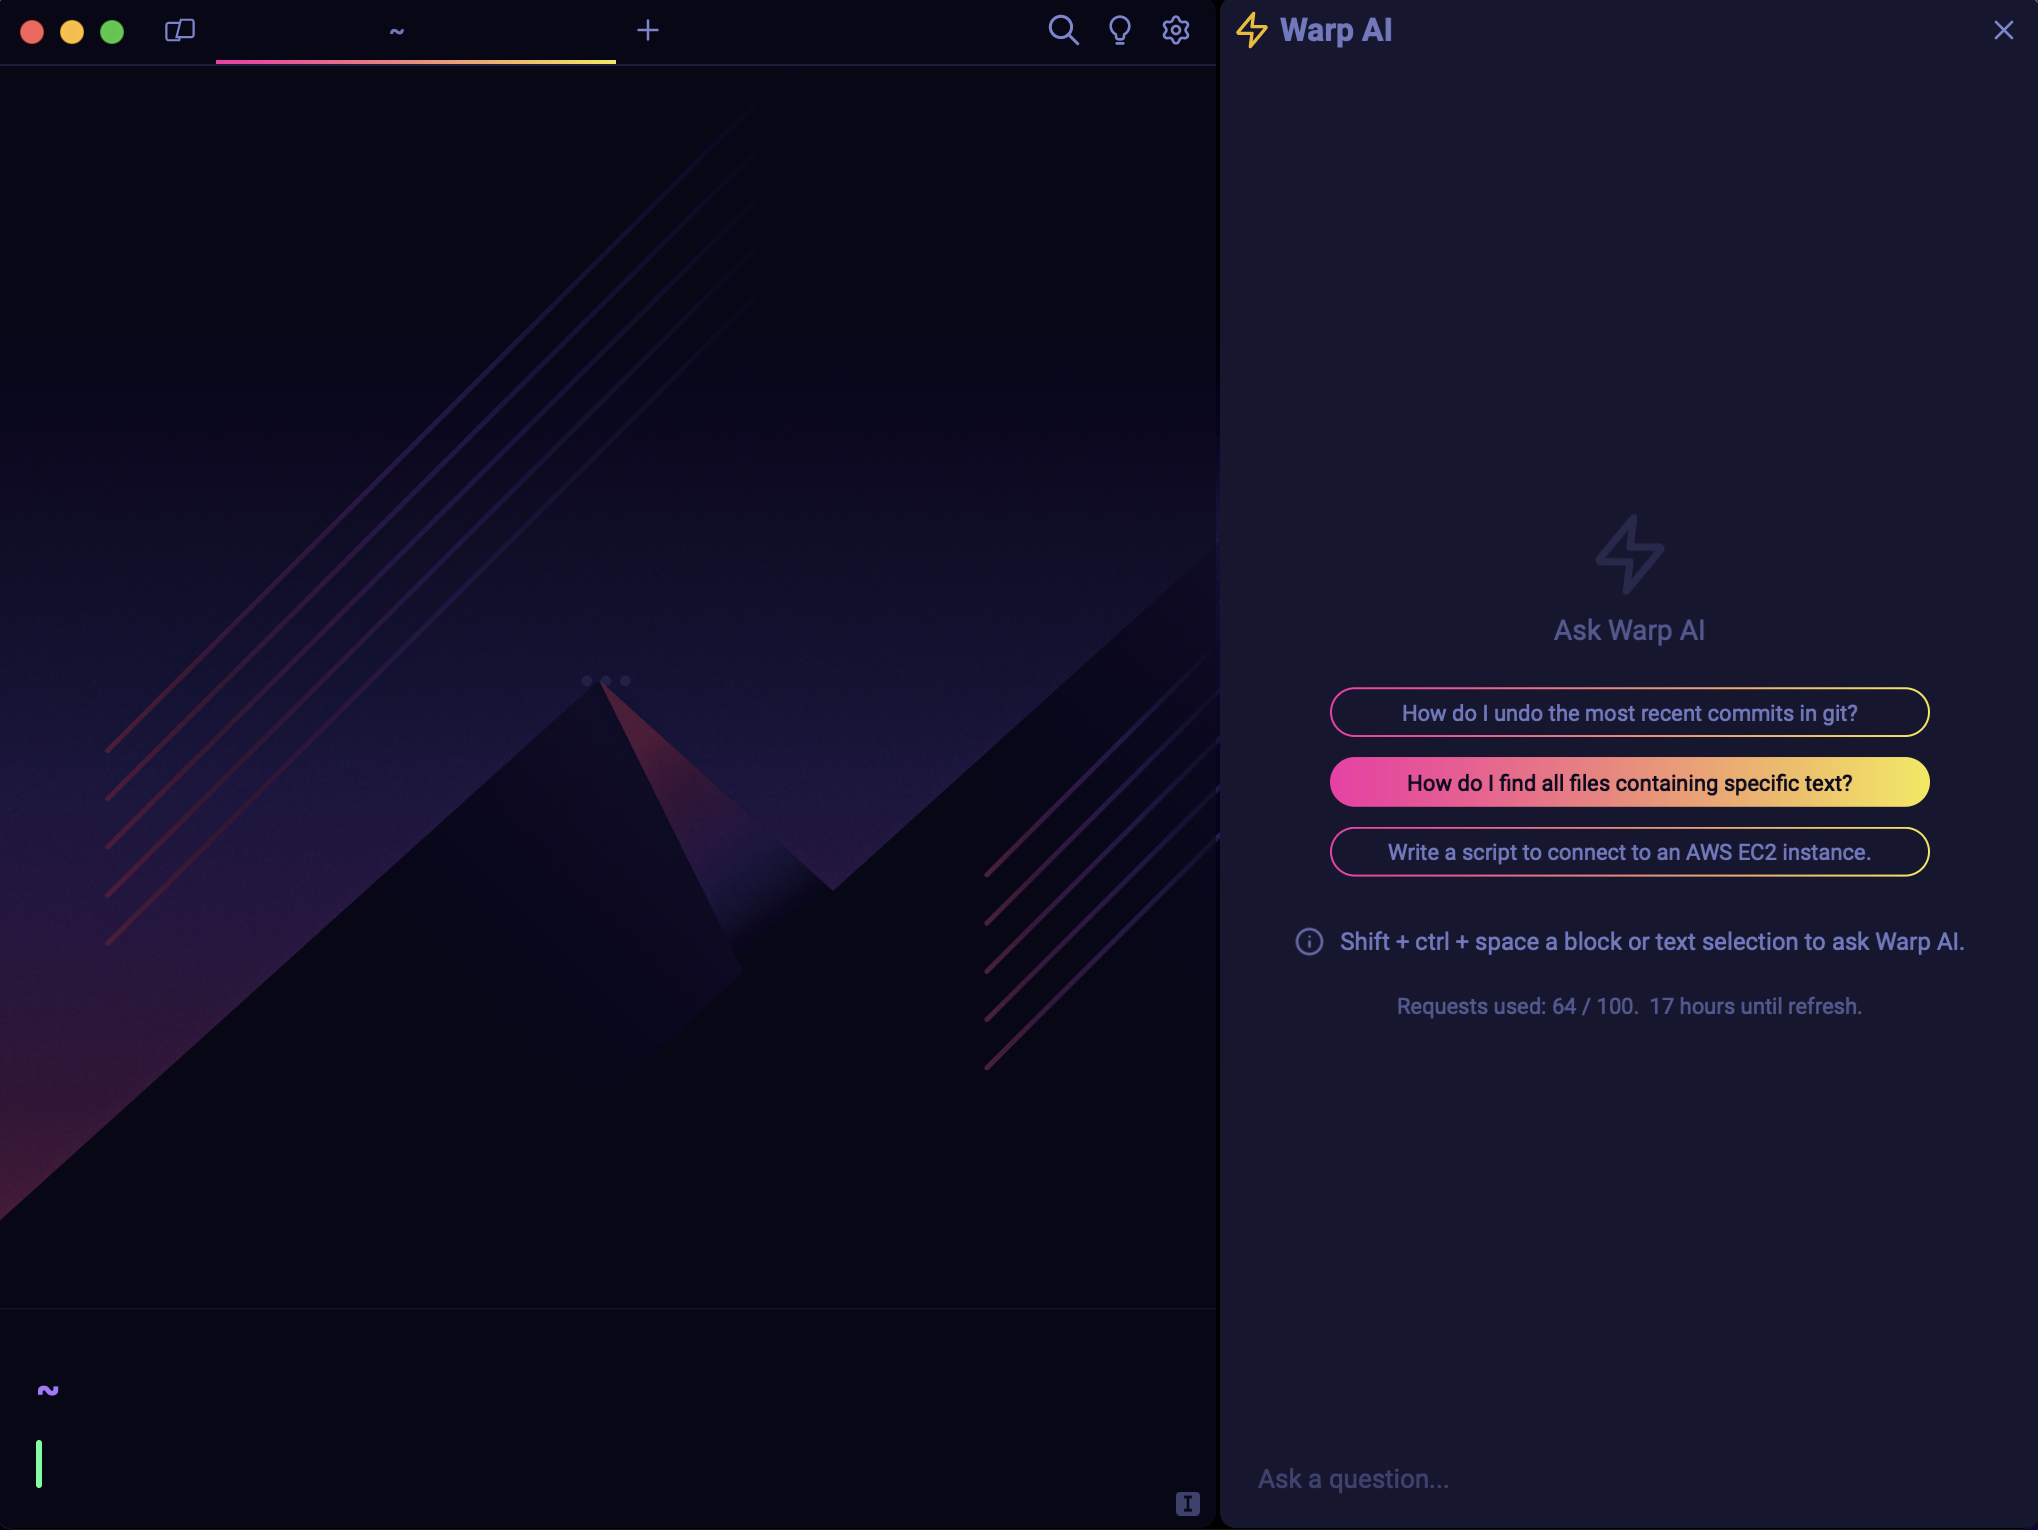 ~
Warp AI
Ask Warp AI
How do I undo the most recent commits in git?
How do I find all files containing specific text?
Write a script to connect to an AWS EC2 instance.
Shift + ctrl + space a block or text selection to ask Warp AI.
Requests used: 64 / 100.  17 hours until refresh.
~
Ask a question...
I